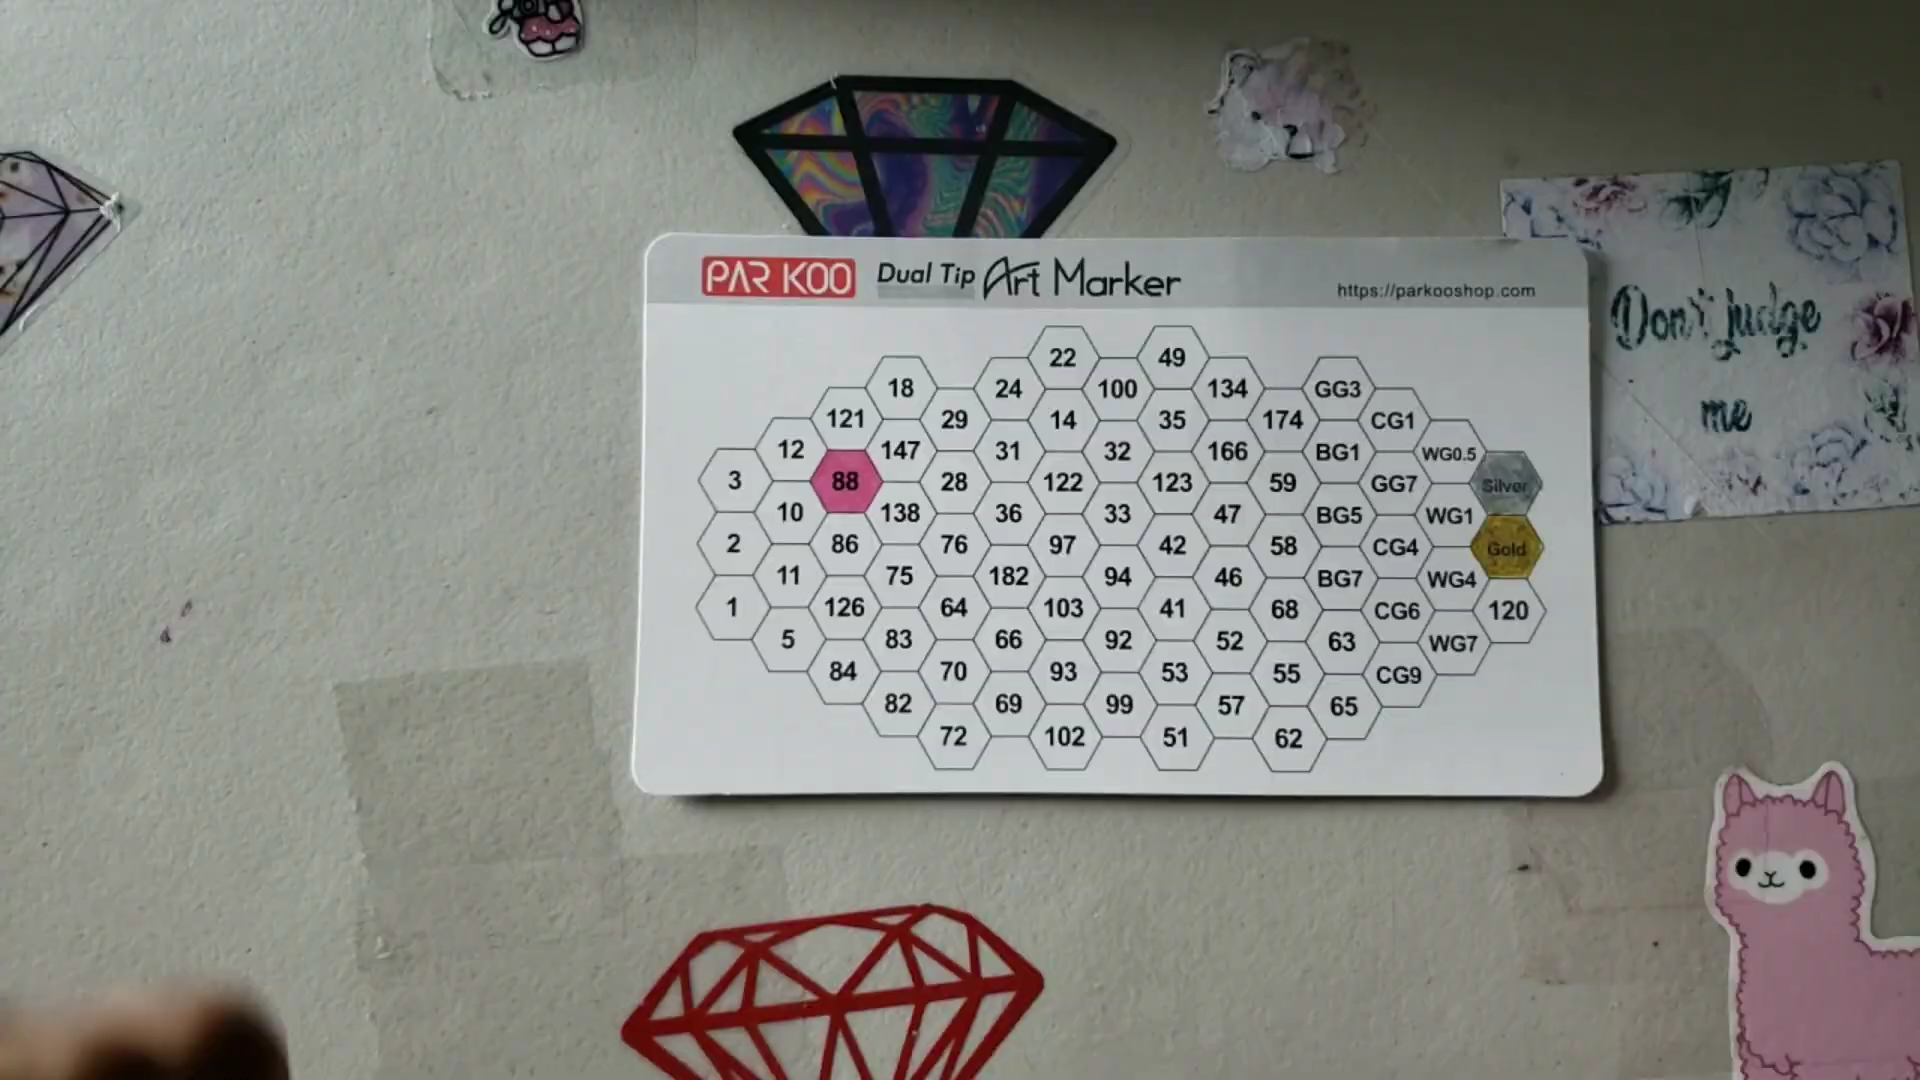 PARKOO Dual Tip Art Marker https://parkooshop.com
22 49
18 24 100 134 GG3
121 29 14 35 174 CG1
12 147 31 32 166 BG1 WG0.5
3 88 28 122 123 59 GG7 Silver
10 138 36 33 47 BG5 WG1
2 86 76 97 42 58 CG4 Gold
11 75 182 94 46 BG7 WG4
1 126 64 103 41 68 CG6 120
5 83 66 92 52 63 WG7
84 70 93 53 55 CG9
82 69 99 57 65
72 102 51 62
Don't judge
me